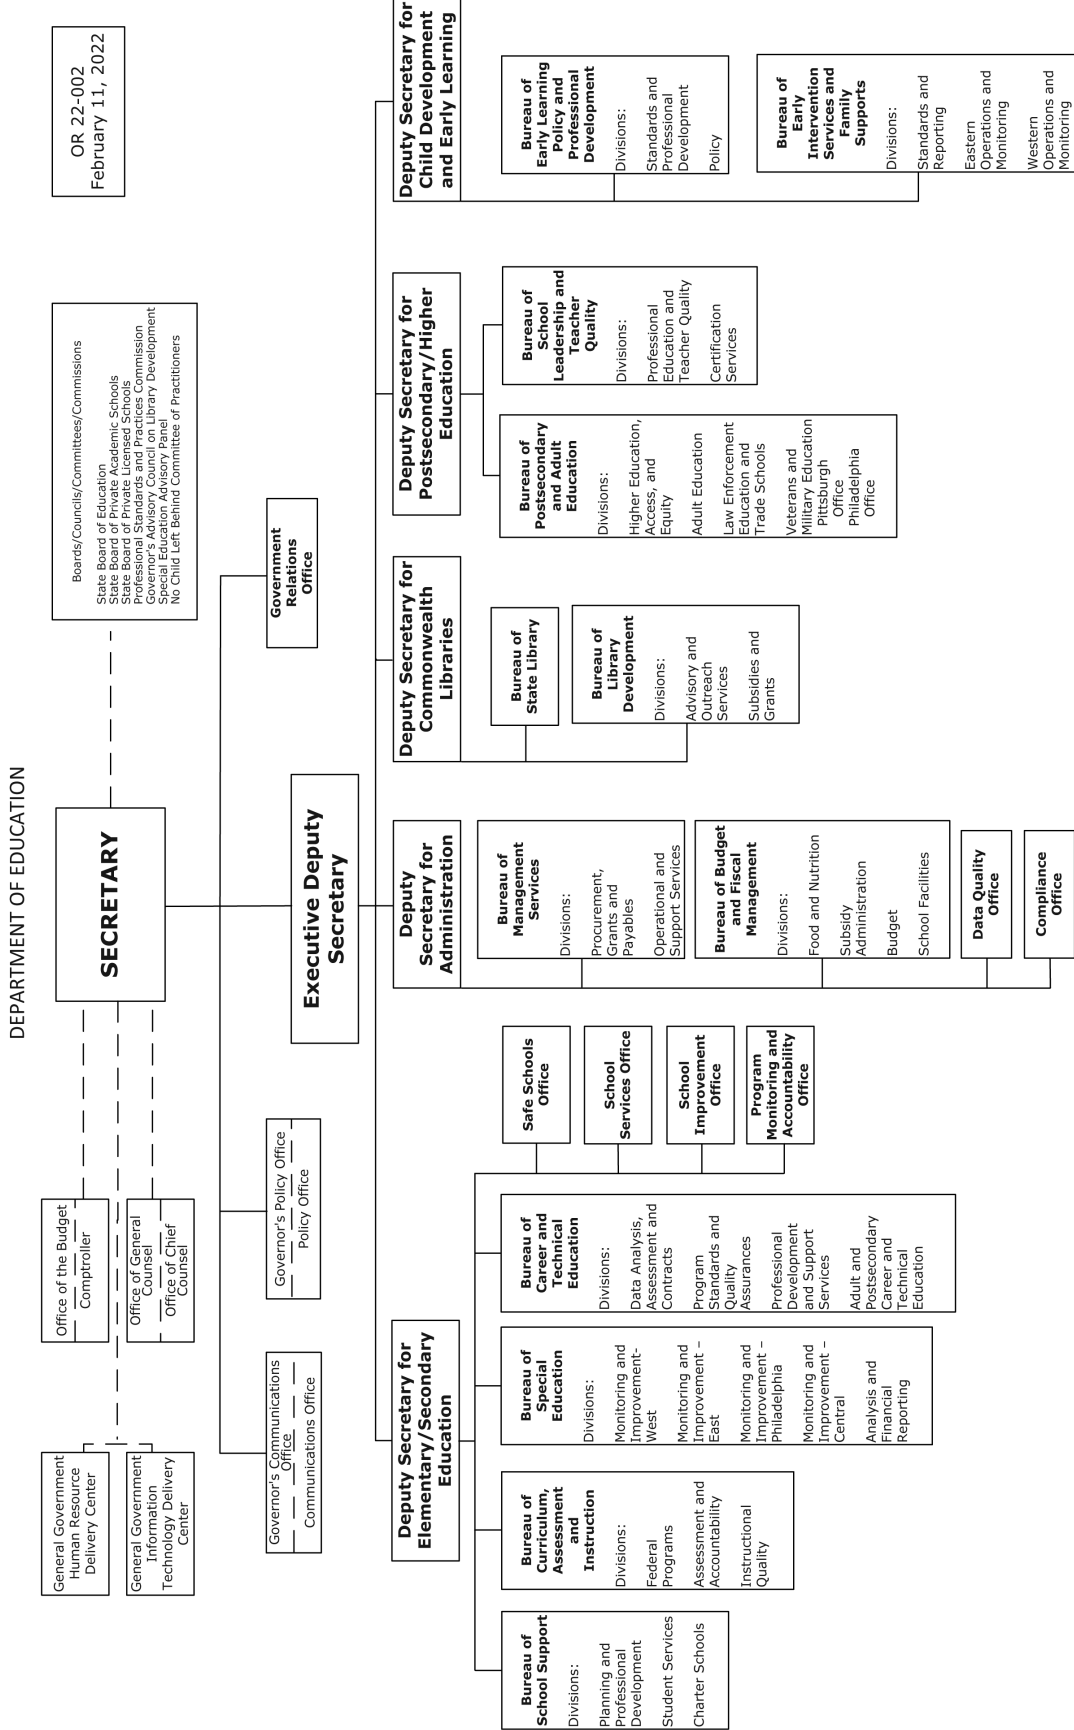 DEPARTMENT OF EDUCATION
OR 22-002
February 11, 2022
General Government
Human Resource
Delivery Center
General Government
Information
Technology Delivery
Center
Office of the Budget
Comptroller
Office of General
Counsel
Office of Chief
Counsel
SECRETARY
Boards/Councils/Committees/Commissions
State Board of Education
State Board of Private Academic Schools
State Board of Private Licensed Schools
Professional Standards and Practices Commission
Governor's Advisory Council on Library Development
Special Education Advisory Panel
No Child Left Behind Committee of Practitioners
Governor's Communications
Office
Communications Office
Governor's Policy Office
Policy Office
Government
Relations
Office
Executive Deputy
Secretary
Deputy Secretary for
Elementary/Secondary
Education
Bureau of
School Support
Divisions:
Planning and
Professional
Development
Student Services
Charter Schools
Bureau of
Curriculum,
Assessment
and
Instruction
Divisions:
Federal
Programs
Assessment and
Accountability
Instructional
Quality
Bureau of
Special
Education
Divisions:
Monitoring and
Improvement-
West
Monitoring and
Improvement –
East
Monitoring and
Improvement –
Philadelphia
Monitoring and
Improvement –
Central
Analysis and
Financial
Reporting
Bureau of
Career and
Technical
Education
Divisions:
Data Analysis,
Assessment and
Contracts
Program
Standards and
Quality
Assurances
Professional
Development
and Support
Services
Adult and
Postsecondary
Career and
Technical
Education
Safe Schools
Office
School
Services Office
School
Improvement
Office
Program
Monitoring and
Accountability
Office
Deputy
Secretary for
Administration
Bureau of
Management
Services
Divisions:
Procurement,
Grants and
Payables
Operational and
Support Services
Bureau of Budget
and Fiscal
Management
Divisions:
Food and Nutrition
Subsidy
Administration
Budget
School Facilities
Data Quality
Office
Compliance
Office
Deputy Secretary for
Commonwealth
Libraries
Bureau of
State Library
Bureau of
Library
Development
Divisions:
Advisory and
Outreach
Services
Subsidies and
Grants
Deputy Secretary for
Postsecondary/Higher
Education
Bureau of
Postsecondary
and Adult
Education
Divisions:
Higher Education,
Access, and
Equity
Adult Education
Law Enforcement
Education and
Trade Schools
Veterans and
Military Education
Pittsburgh
Office
Philadelphia
Office
Bureau of
School
Leadership and
Teacher
Quality
Divisions:
Professional
Education and
Teacher Quality
Certification
Services
Deputy Secretary for
Child Development
and Early Learning
Bureau of
Early Learning
Policy and
Professional
Development
Divisions:
Standards and
Professional
Development
Policy
Bureau of
Early
Intervention
Services and
Family
Supports
Divisions:
Standards and
Reporting
Eastern
Operations and
Monitoring
Western
Operations and
Monitoring